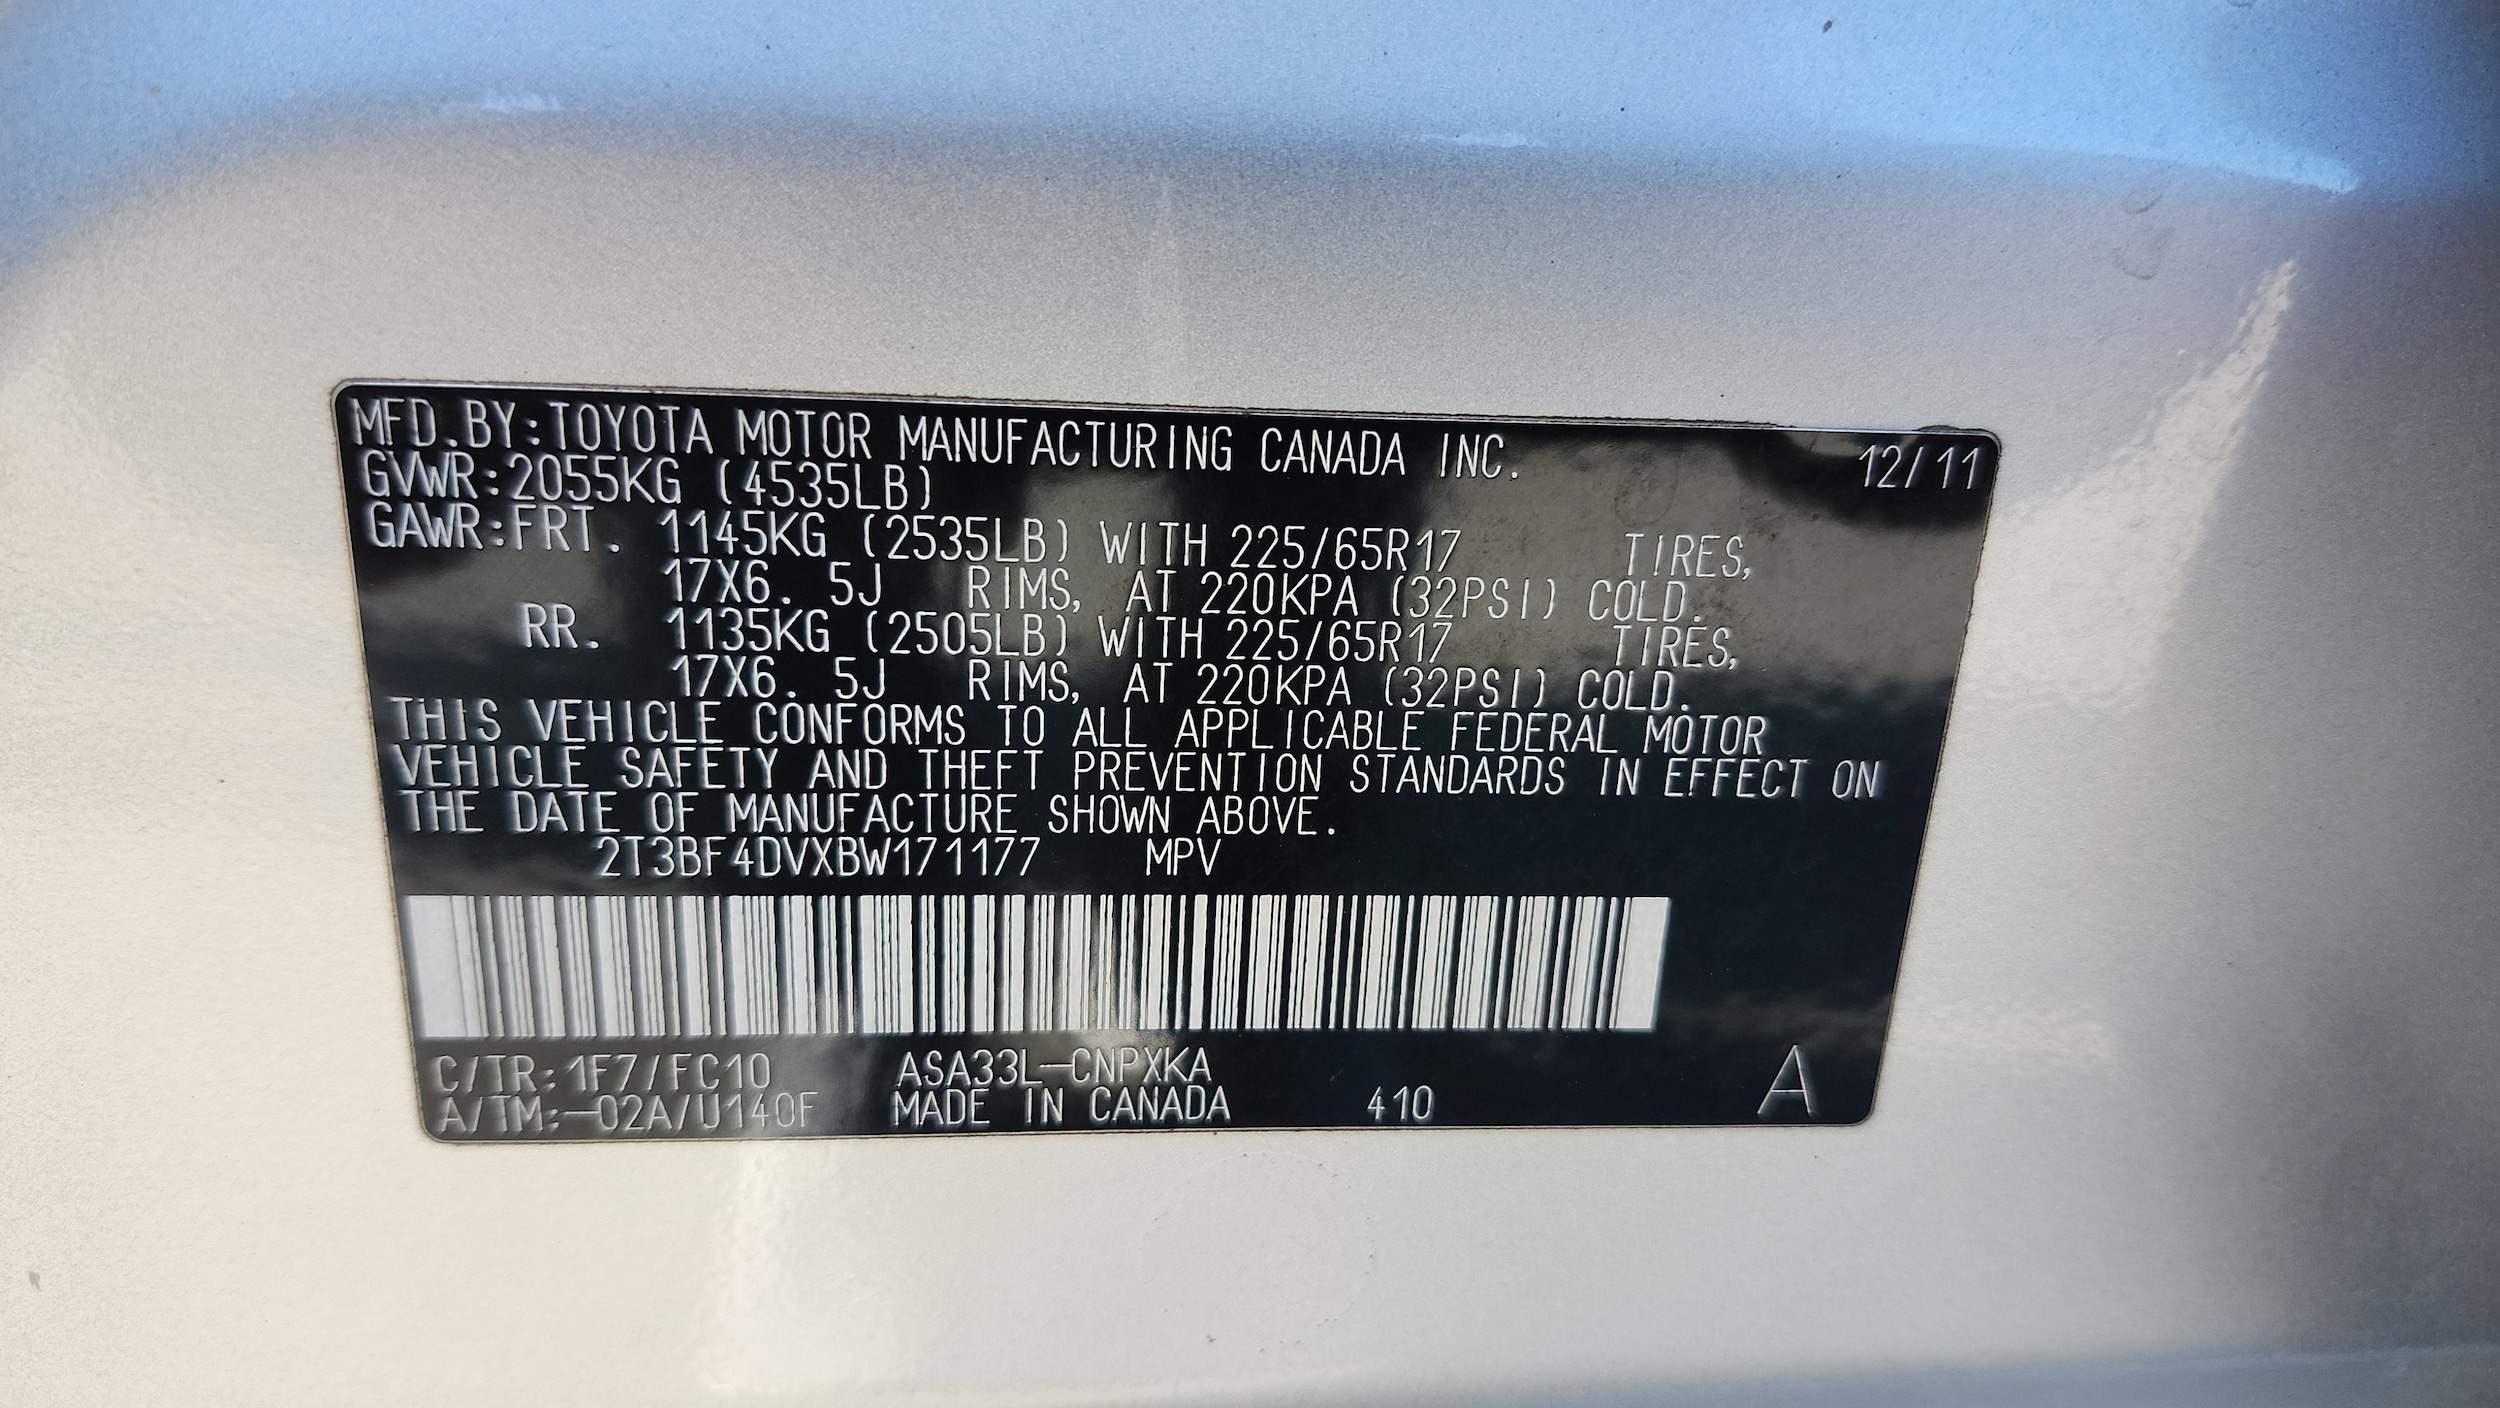 MFD.BY:TOYOTA MOTOR MANUFACTURING CANADA INC. 12/11
GVWR:2055KG (4535LB)
GAWR:FRT. 1145KG (2535LB) WITH 225/65R17 TIRES,
17X6. 5J RIMS, AT 220KPA (32PSI) COLD.
RR. 1135KG (2505LB) WITH 225/65R17 TIRES,
17X6. 5J RIMS, AT 220KPA (32PSI) COLD.
THIS VEHICLE CONFORMS TO ALL APPLICABLE FEDERAL MOTOR
VEHICLE SAFETY AND THEFT PREVENTION STANDARDS IN EFFECT ON
THE DATE OF MANUFACTURE SHOWN ABOVE.
2T3BF4DVXBW171177 MPV
C/TR:1F7/FC10 ASA33L-CNPXKA
A/TM:-02A/U140F MADE IN CANADA 410 A